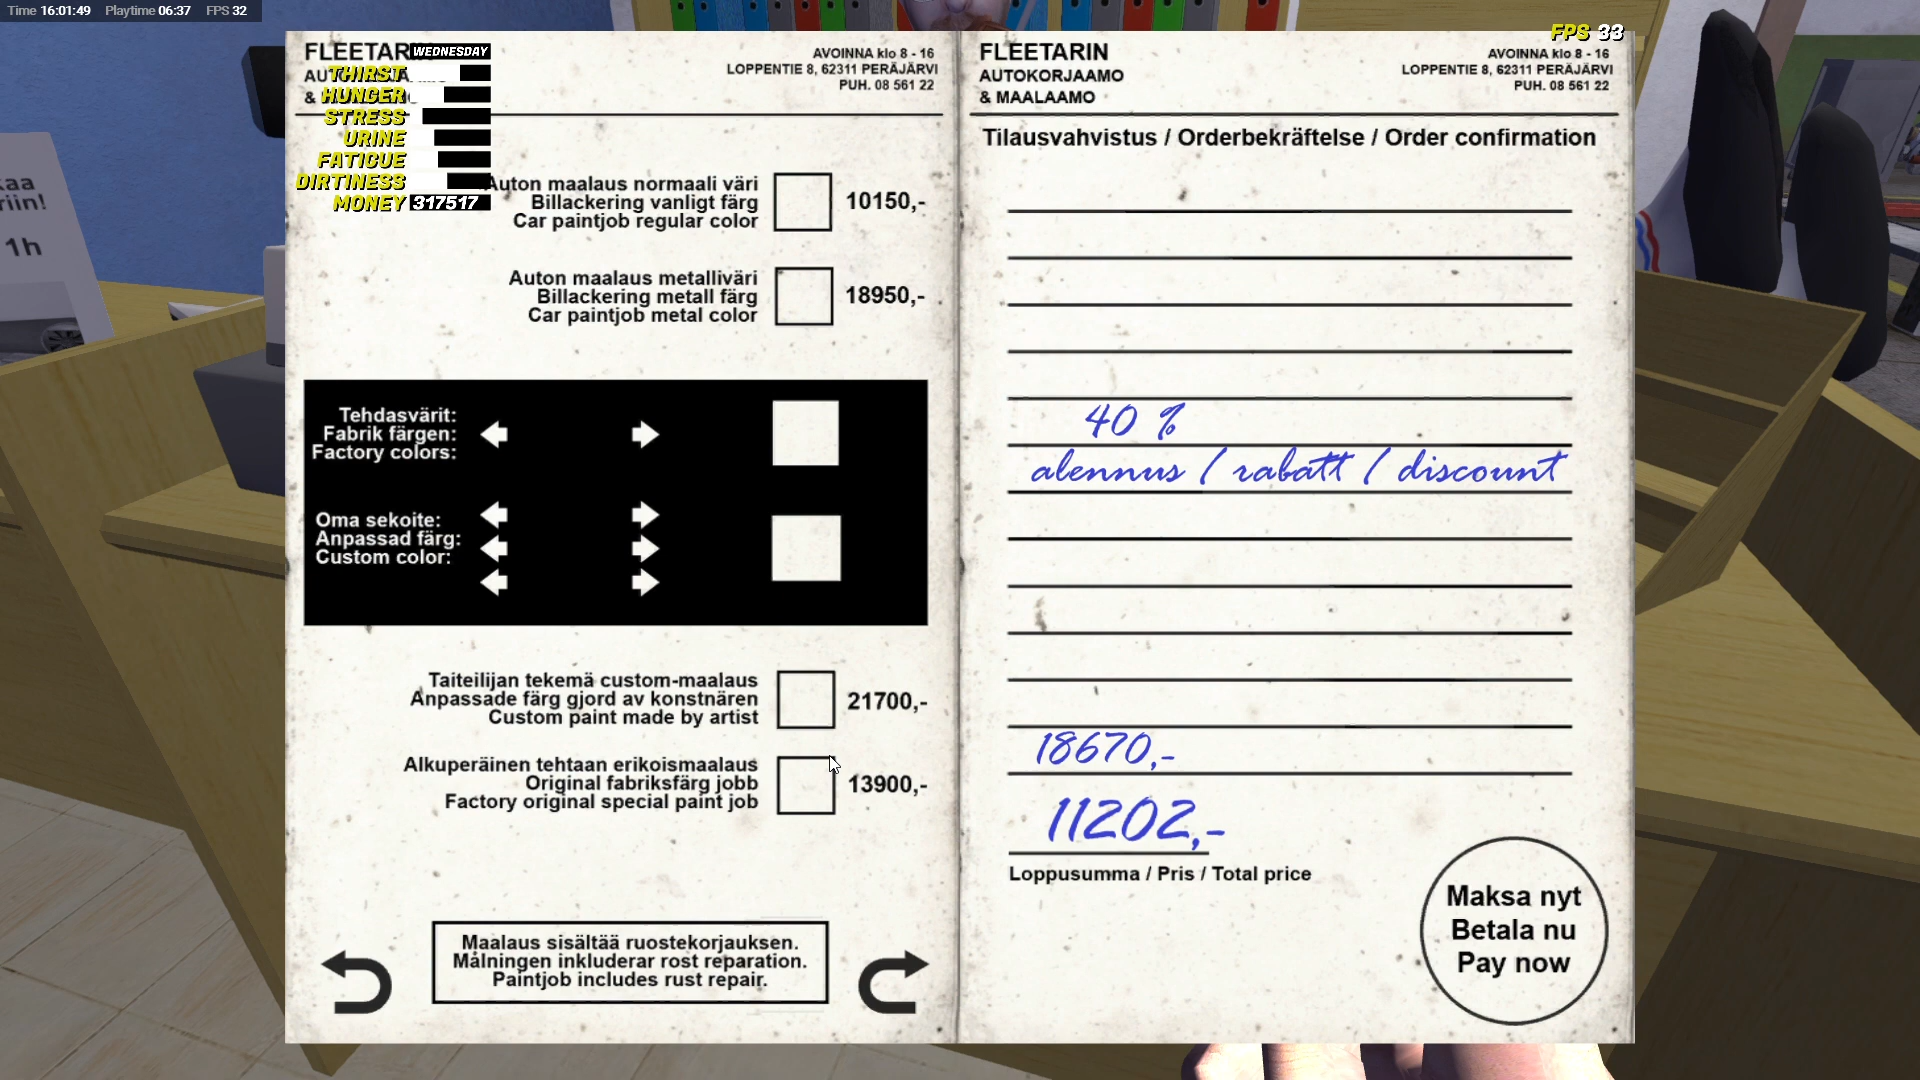 Time 16:01:49 Playtime 06:37 FPS 32
FPS 33
WEDNESDAY
THIRST
HUNGER
STRESS
URINE
FATIGUE
DIRTINESS
MONEY 317517
kaa
riin!
1h
AVOINNA klo 8 - 16
LOPPENTIE 8, 62311 PERÄJÄRVI
PUH. 08 561 22
Auton maalaus normaali väri
Billackering vanligt färg
Car paintjob regular color
10150,-
Auton maalaus metalliväri
Billackering metall färg
Car paintjob metal color
18950,-
Tehdasvärit:
Fabrik färgen:
Factory colors:
Oma sekoite:
Anpassad färg:
Custom color:
Taiteilijan tekemä custom-maalaus
Anpassade färg gjord av konstnären
Custom paint made by artist
21700,-
Alkuperäinen tehtaan erikoismaalaus
Original fabriksfärg jobb
Factory original special paint job
13900,-
Maalaus sisältää ruostekorjauksen.
Målningen inkluderar rost reparation.
Paintjob includes rust repair.
FLEETARIN
AUTOKORJAAMO
& MAALAAMO
AVOINNA klo 8 - 16
LOPPENTIE 8, 62311 PERÄJÄRVI
PUH. 08 561 22
Tilausvahvistus / Orderbekräftelse / Order confirmation
40 %
alennus / rabatt / discount
18670,-
11202,-
Loppusumma / Pris / Total price
Maksa nyt
Betala nu
Pay now